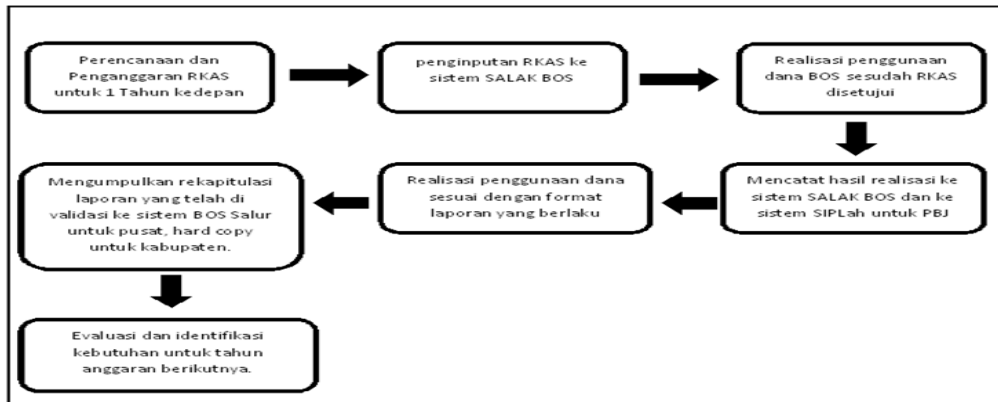 Perencanaan dan
Penganggaran RKAS
untuk 1 Tahun kedepan
penginputan RKAS ke
sistem SALAK BOS
Realisasi penggunaan
dana BOS sesudah RKAS
disetujui
Mencatat hasil realisasi ke
sistem SALAK BOS dan ke
sistem SIPLah untuk PBJ
Realisasi penggunaan dana
sesuai dengan format
laporan yang berlaku
Mengumpulkan rekapitulasi
laporan yang telah di
validasi ke sistem BOS Salur
untuk pusat, hard copy
untuk kabupaten.
Evaluasi dan identifikasi
kebutuhan untuk tahun
anggaran berikutnya.